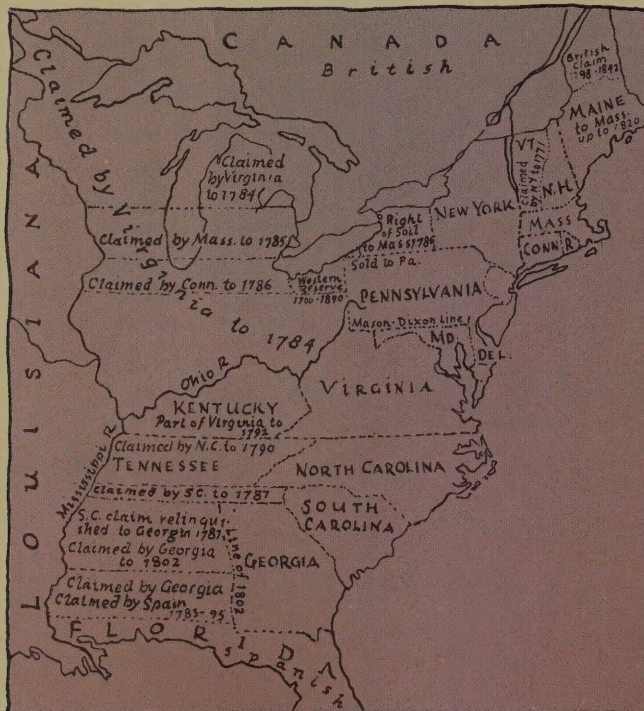 CANADA
British
British
Claim
1798-1842
MAINE
to Mass.
up to 1820
Claimed by Virginia to 1784
Claimed
by Virginia
to 1784
VT.
Claimed
by N.Y. to 1771
N.H.
Right
of Soil
to Mass 1786
NEW YORK
MASS
CONN
R
Claimed by Mass. to 1785
Sold to Pa.
Claimed by Conn. to 1786
Western
Reserve
PENNSYLVANIA
Mason-Dixon Line
MD.
DEL.
Ohio R
VIRGINIA
KENTUCKY
Part of Virginia to
1792
LOUISIANA
Mississippi R
Claimed by N.C. to 1790
TENNESSEE
NORTH CAROLINA
Claimed by S.C. to 1787
SOUTH
CAROLINA
S.C. claim relinqui-
shed to Georgia 1787
Claimed by Georgia
to 1802
Line of 1802
GEORGIA
Claimed by Georgia
Claimed by Spain
1783-95
FLORIDA
Spanish